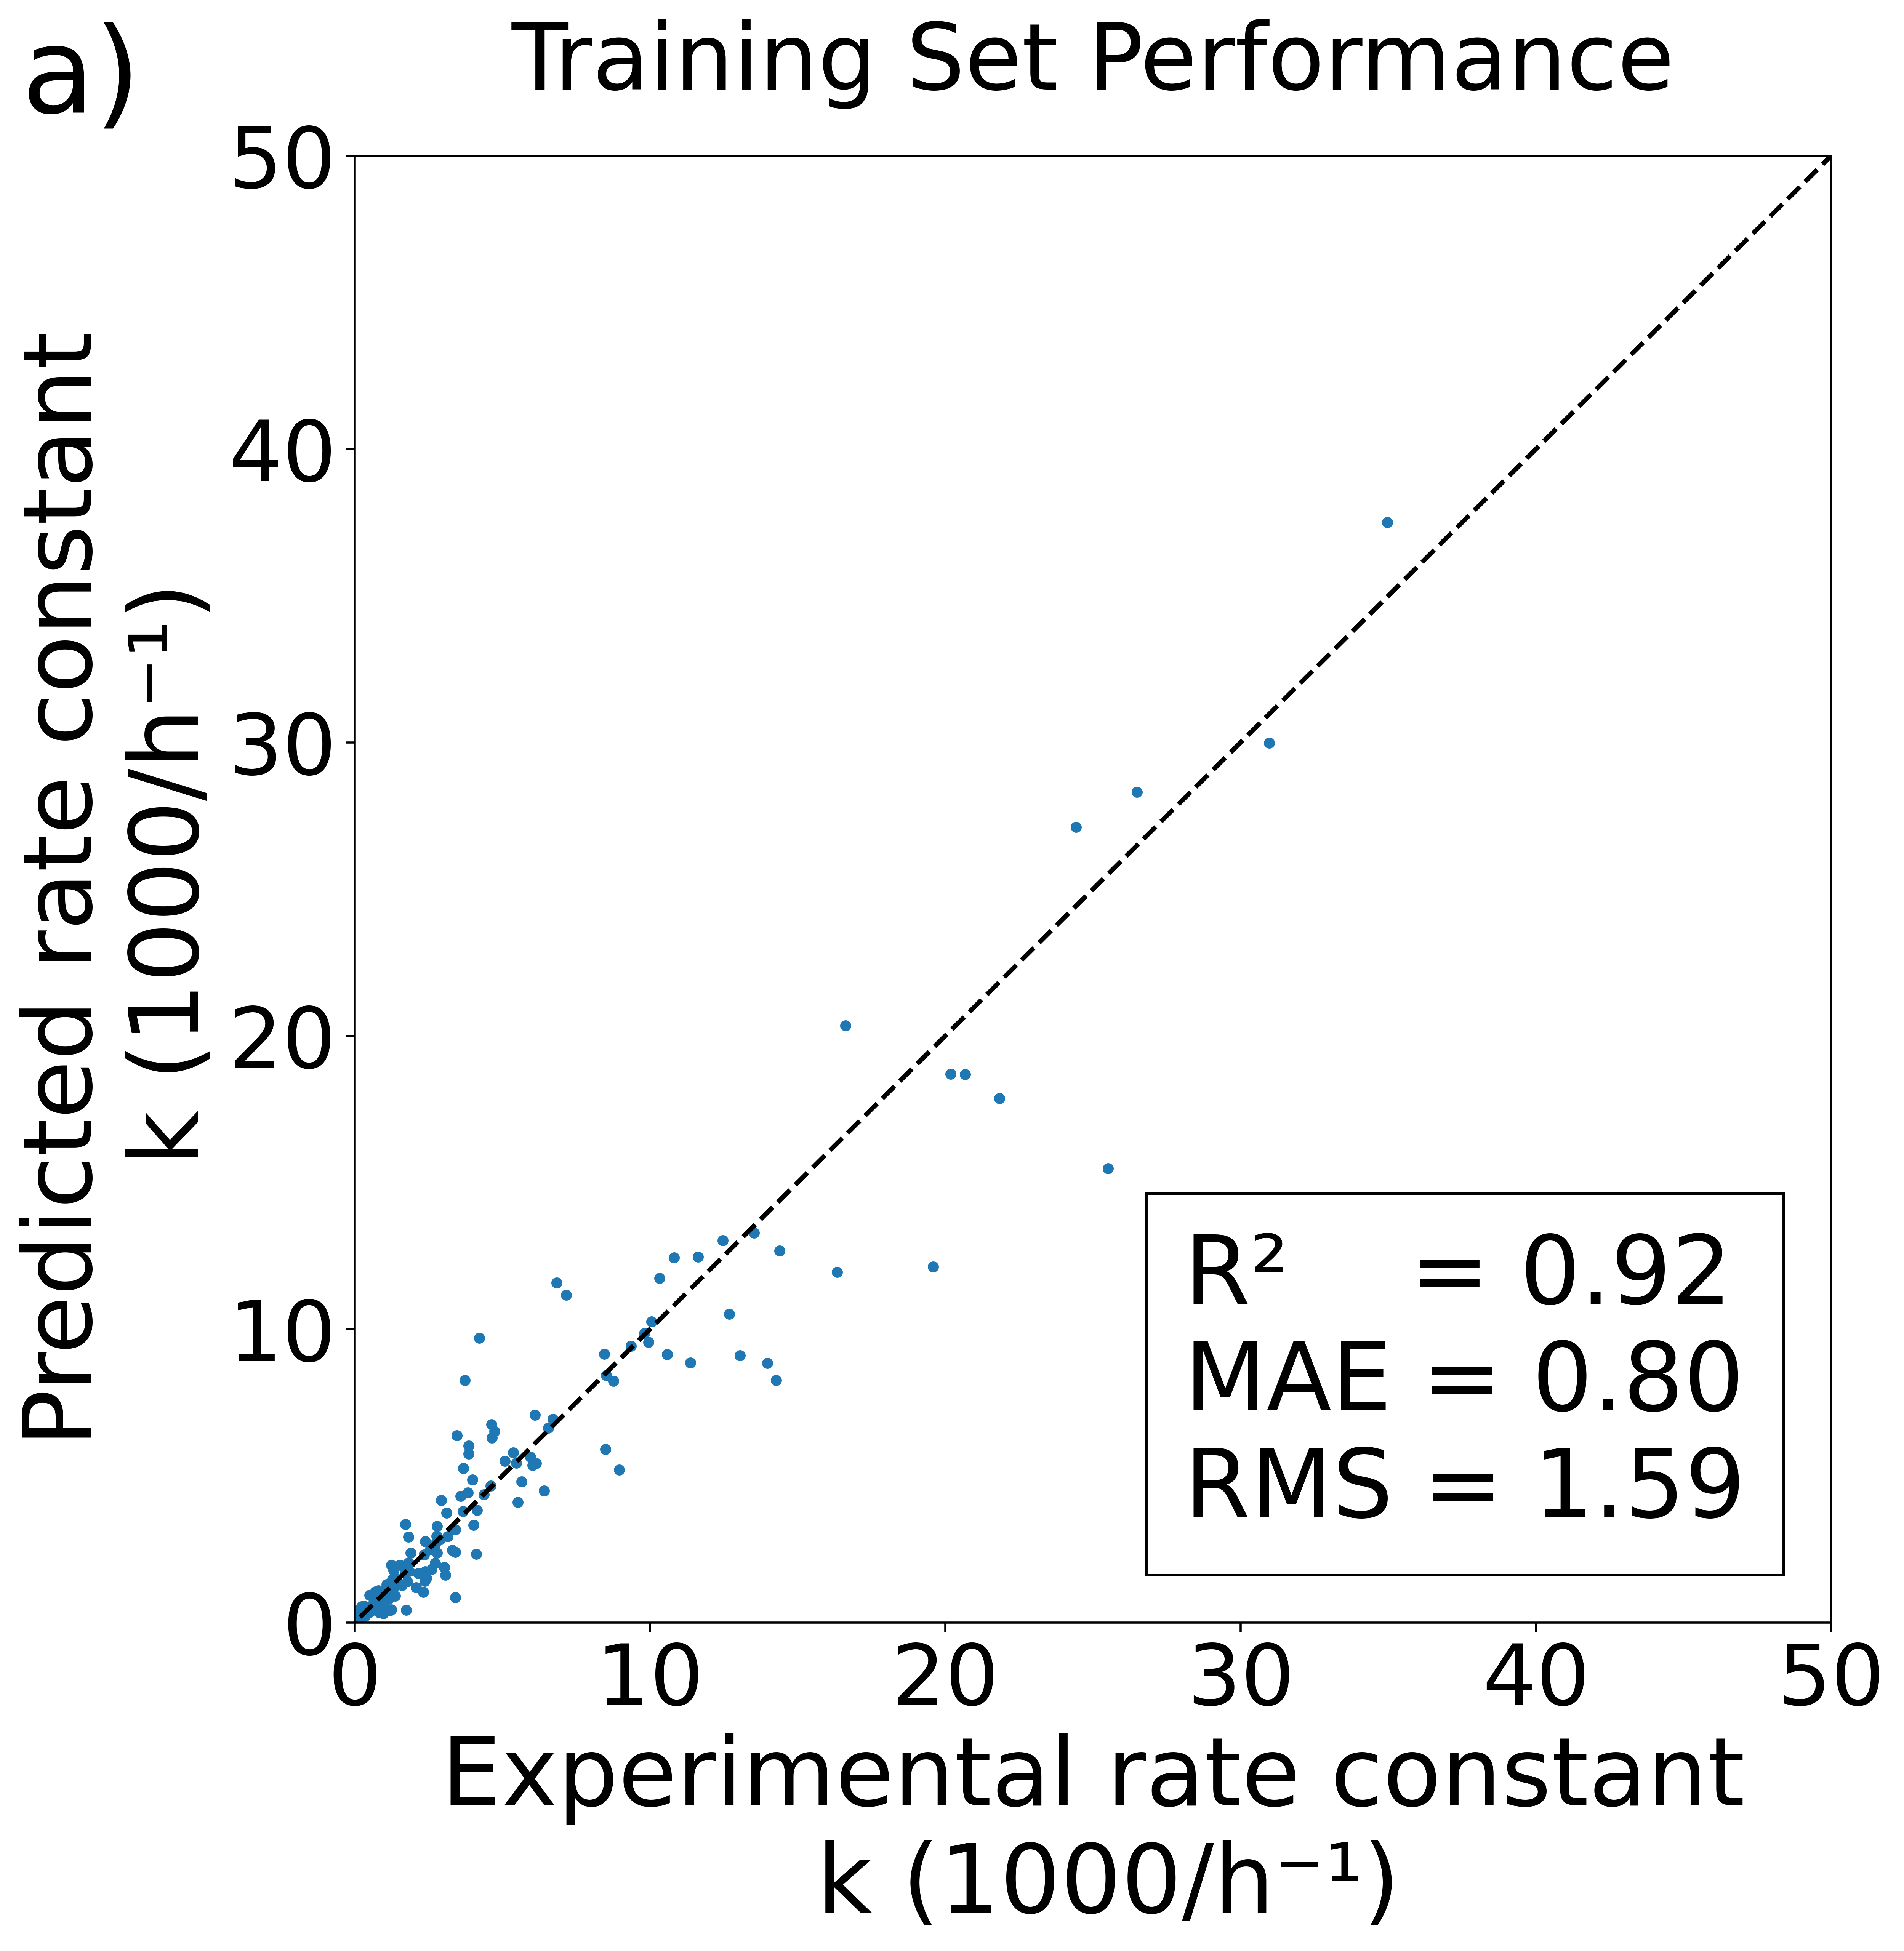 a)
Training Set Performance
50
40
30
20
10
0
Predicted rate constant
k (1000/h⁻¹)
R² = 0.92
MAE = 0.80
RMS = 1.59
0 10 20 30 40 50
Experimental rate constant
k (1000/h⁻¹)